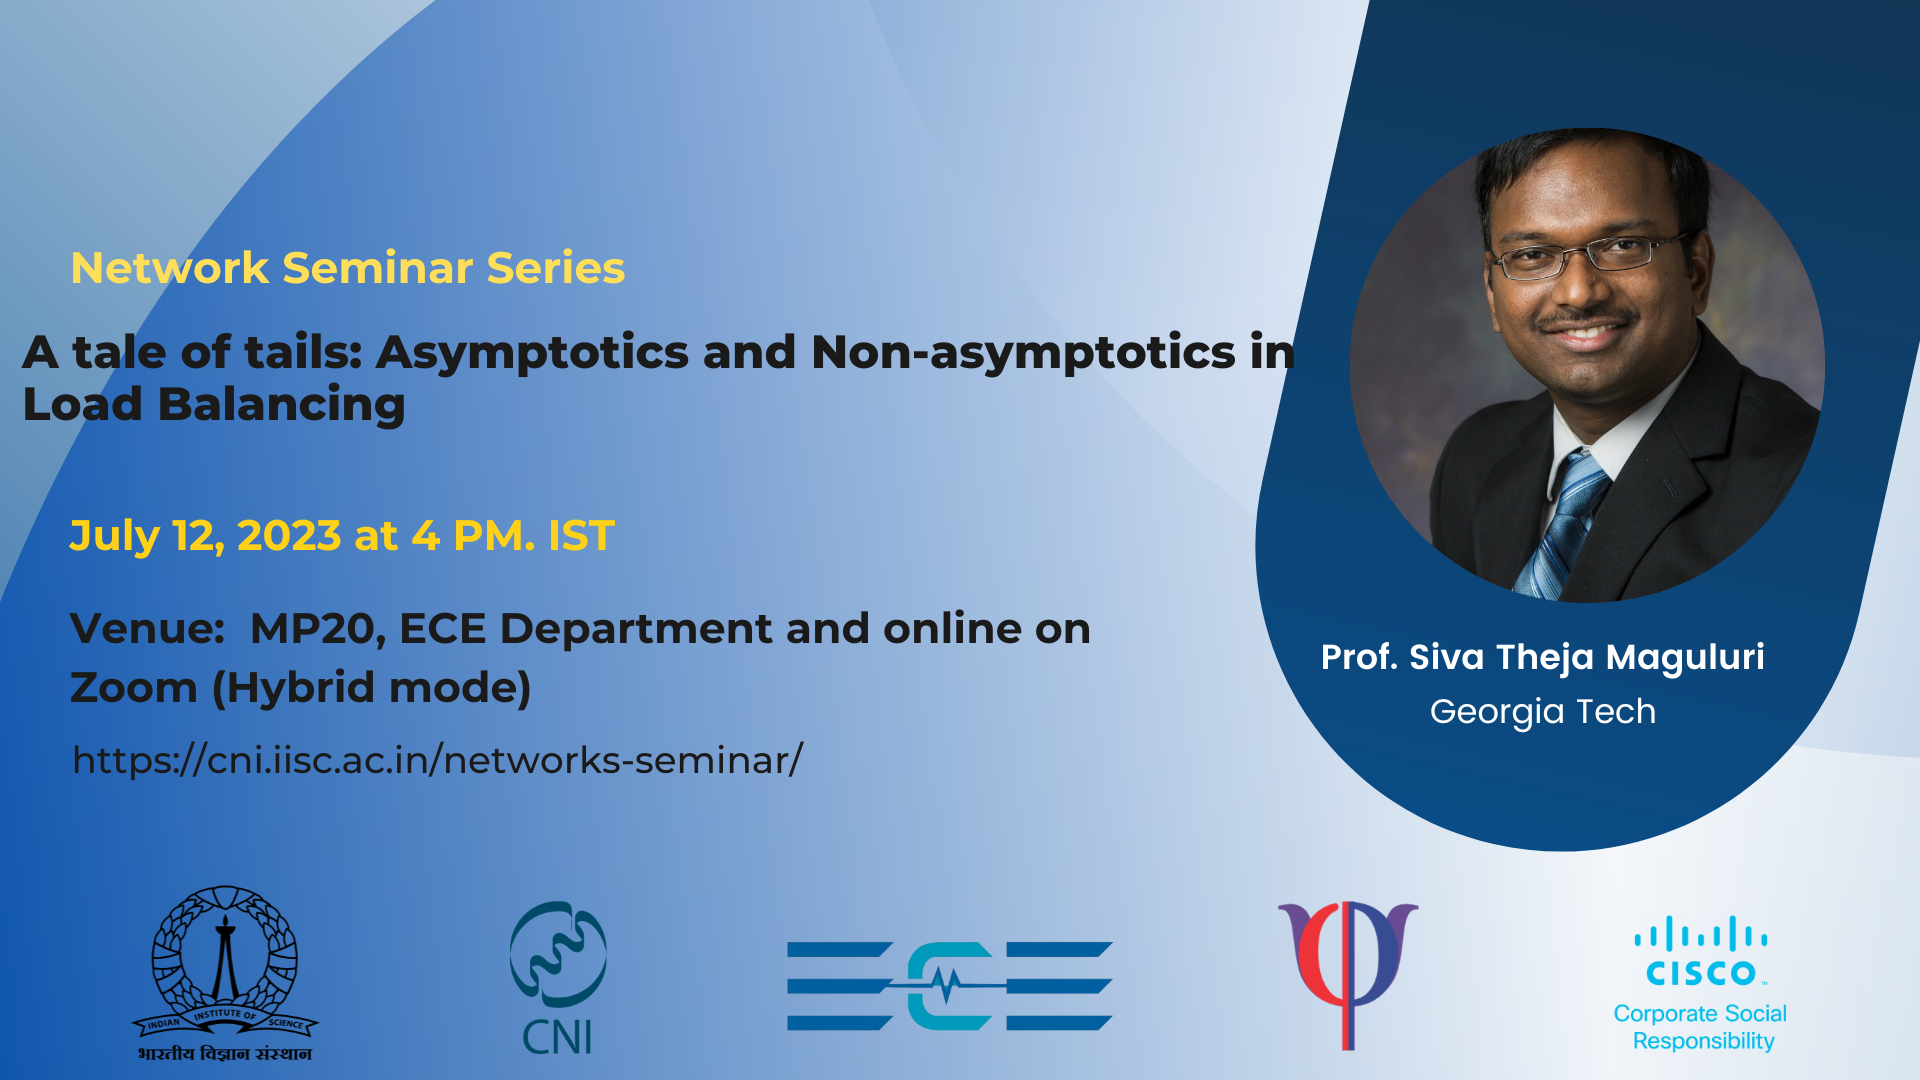 Network Seminar Series
A tale of tails: Asymptotics and Non-asymptotics in
Load Balancing
July 12, 2023 at 4 PM. IST
Venue:  MP20, ECE Department and online on
Zoom (Hybrid mode)
https://cni.iisc.ac.in/networks-seminar/
Prof. Siva Theja Maguluri
Georgia Tech
INDIAN INSTITUTE OF SCIENCE
भारतीय विज्ञान संस्थान
CNI
ECE
CISCO
Corporate Social
Responsibility